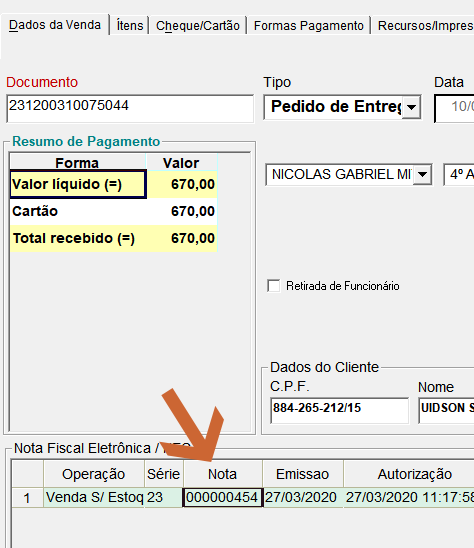 Dados da Venda Ítens Cheque/Cartão Formas Pagamento Recursos/Impres
Documento Tipo Data
231200310075044 Pedido de Entreg 10/0
Resumo de Pagamento
Forma Valor
Valor líquido (=) 670,00
Cartão 670,00
Total recebido (=) 670,00
NICOLAS GABRIEL MI 4º A
Retirada de Funcionário
Dados do Cliente
C.P.F. Nome
884-265-212/15 UIDSON S
Nota Fiscal Eletrônica /
Operação Série Nota Emissao Autorização
1 Venda S/ Estoq 23 000000454 27/03/2020 27/03/2020 11:17:58